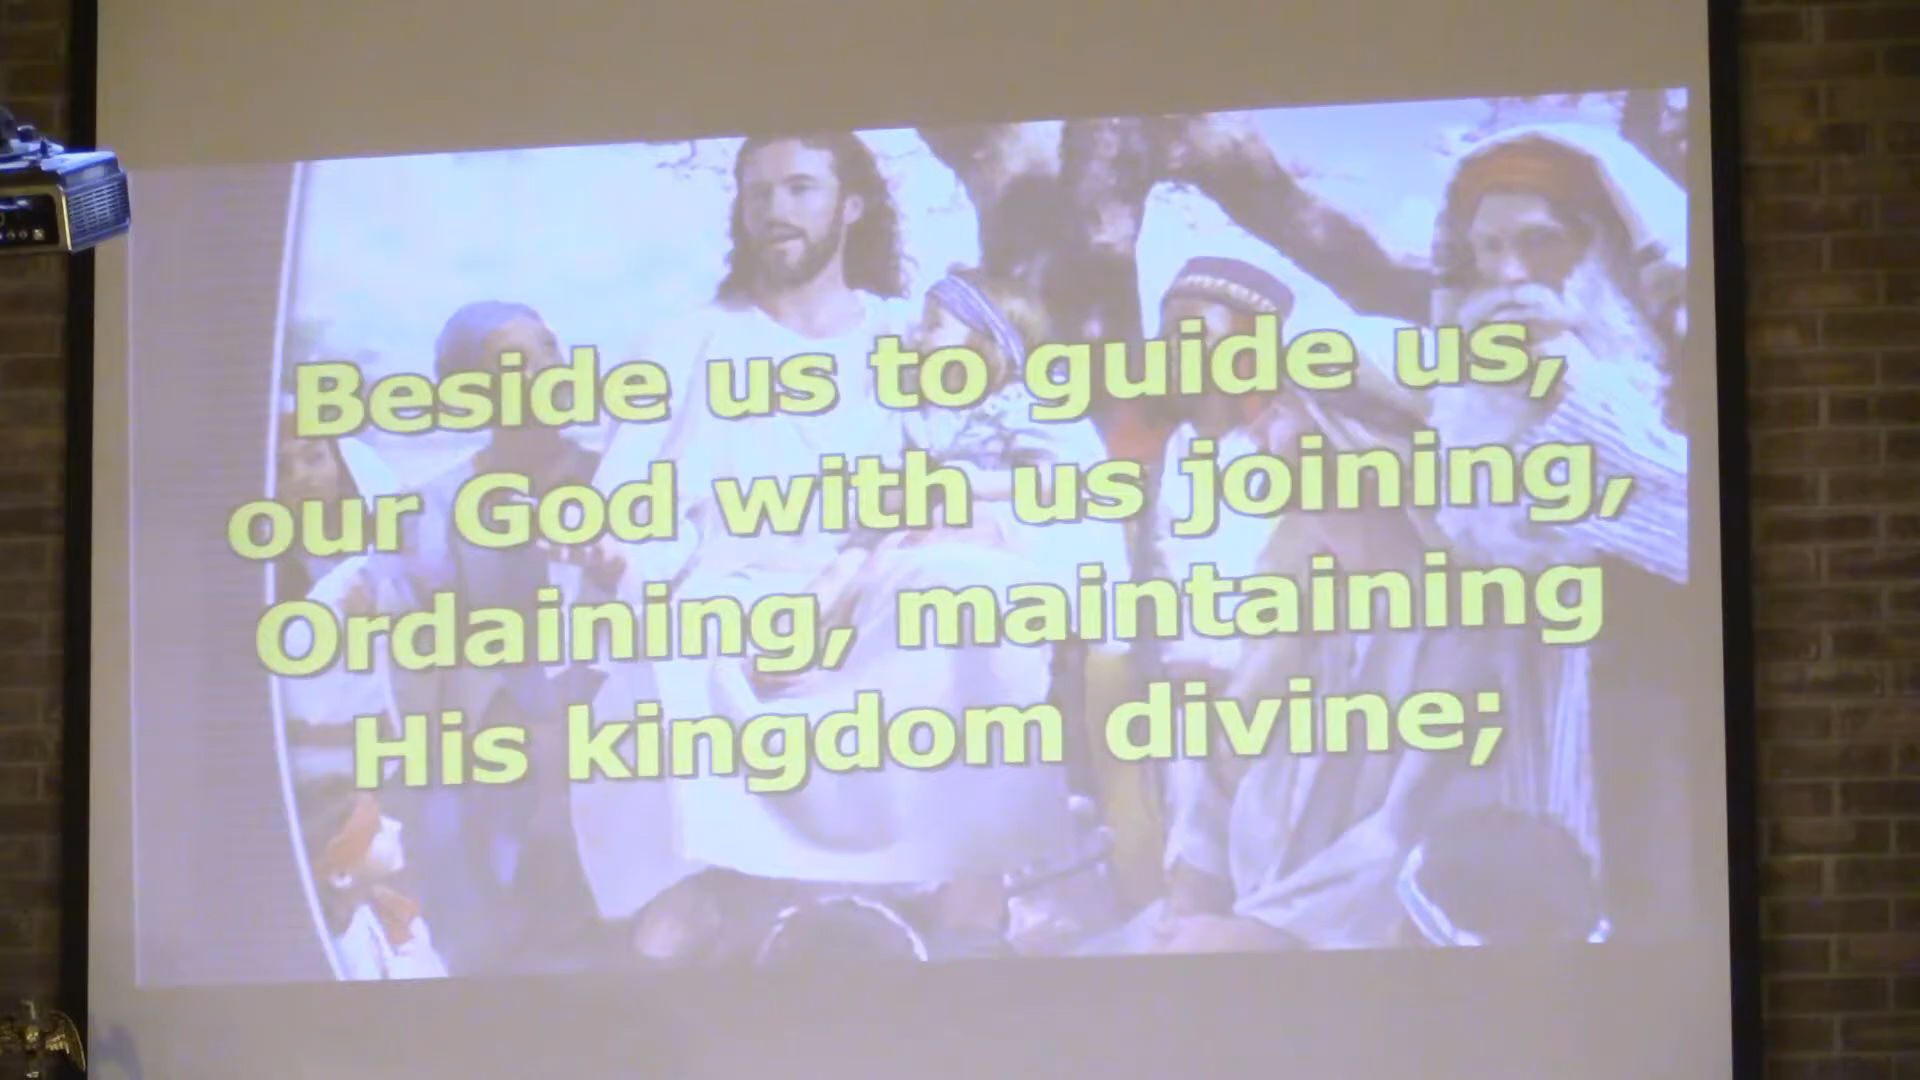 Beside us to guide us,
our God with us joining,
Ordaining, maintaining
His kingdom divine;